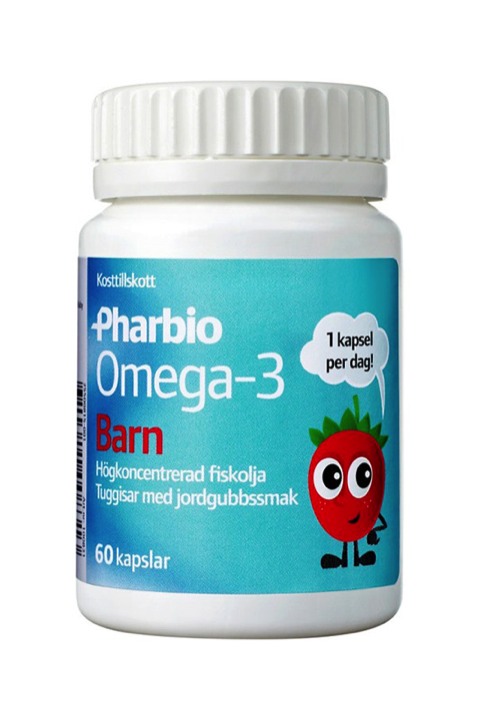 Kosttillskott
Pharbio
Omega-3
Barn
Högkoncentrerad fiskolja
Tuggisar med jordgubbssmak
60 kapslar
1 kapsel
per dag!